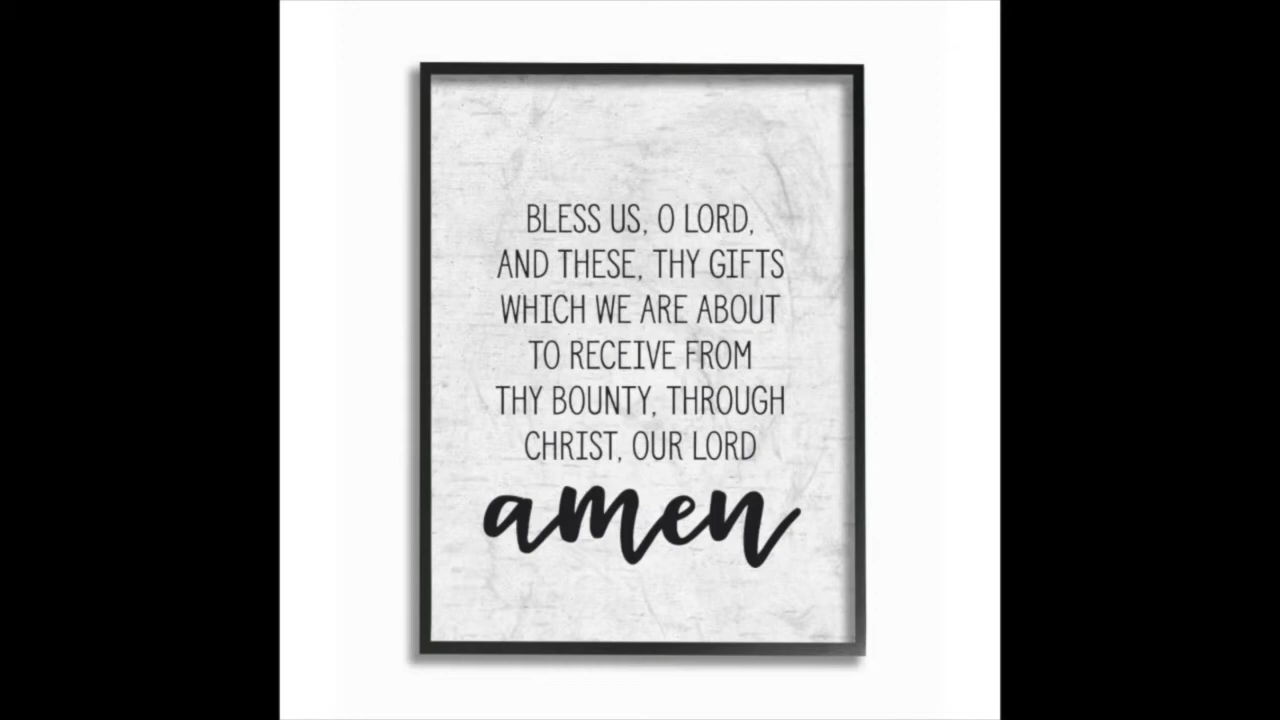 BLESS US, O LORD,
AND THESE, THY GIFTS
WHICH WE ARE ABOUT
TO RECEIVE FROM
THY BOUNTY, THROUGH
CHRIST, OUR LORD
amen